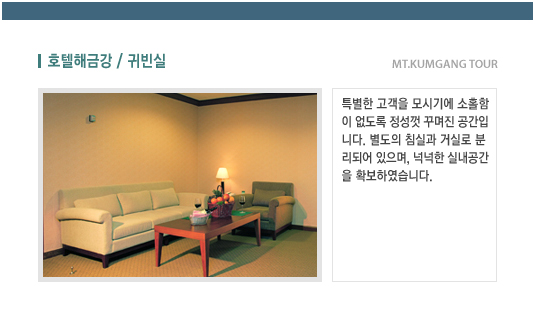 호텔해금강 / 귀빈실
MT.KUMGANG TOUR
특별한 고객을 모시기에 소홀함
이 없도록 정성껏 꾸며진 공간입
니다. 별도의 침실과 거실로 분
리되어 있으며, 넉넉한 실내공간
을 확보하였습니다.